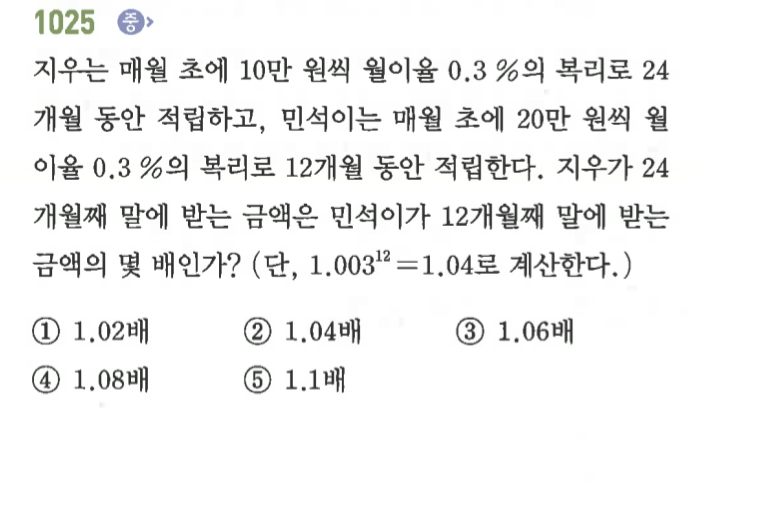 1025 중
지우는 매월 초에 10만 원씩 월이율 0.3 %의 복리로 24
개월 동안 적립하고, 민석이는 매월 초에 20만 원씩 월
이율 0.3 %의 복리로 12개월 동안 적립한다. 지우가 24
개월째 말에 받는 금액은 민석이가 12개월째 말에 받는
금액의 몇 배인가? (단, 1.003¹²=1.04로 계산한다.)
① 1.02배 ② 1.04배 ③ 1.06배
④ 1.08배 ⑤ 1.1배